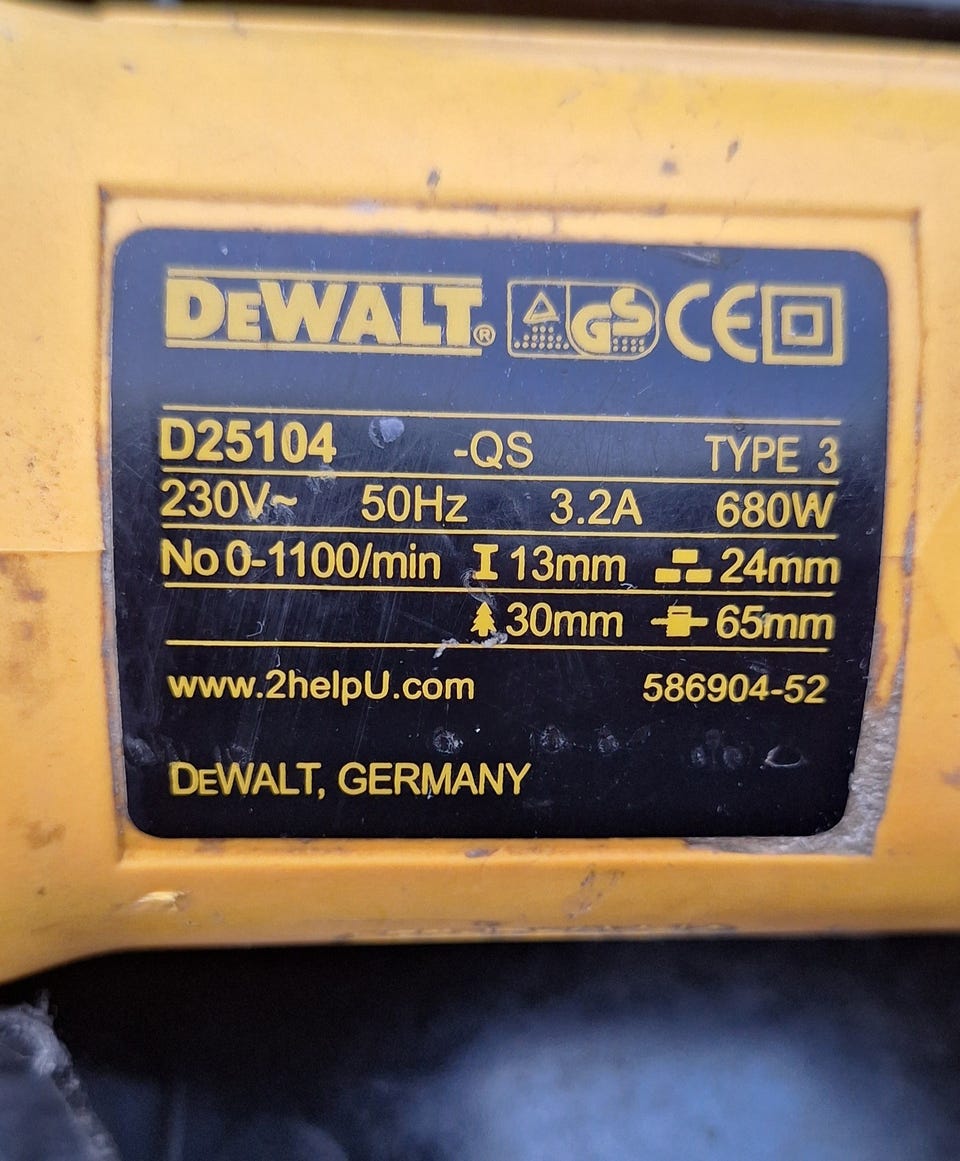 DEWALT® GS CE
D25104 -QS TYPE 3
230V~ 50Hz 3.2A 680W
No 0-1100/min 13mm 24mm
30mm 65mm
www.2helpU.com 586904-52
DEWALT, GERMANY